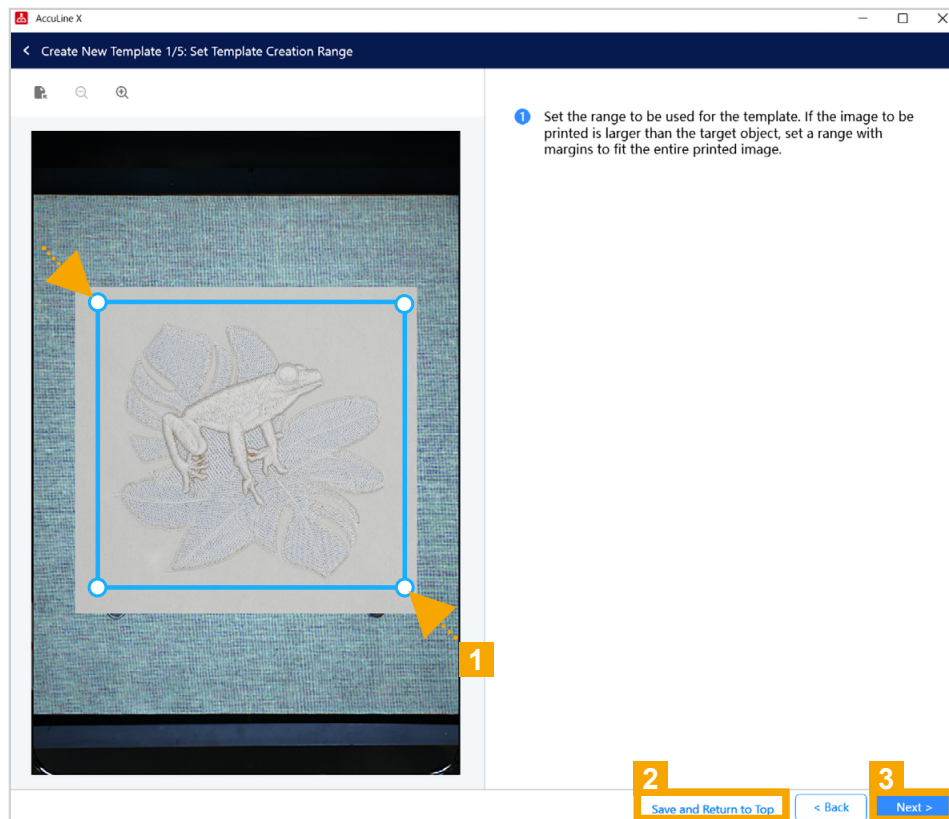 AccuLine X
< Create New Template 1/5: Set Template Creation Range
1 Set the range to be used for the template. If the image to be
printed is larger than the target object, set a range with
margins to fit the entire printed image.
1
2
3
Save and Return to Top
< Back
Next >